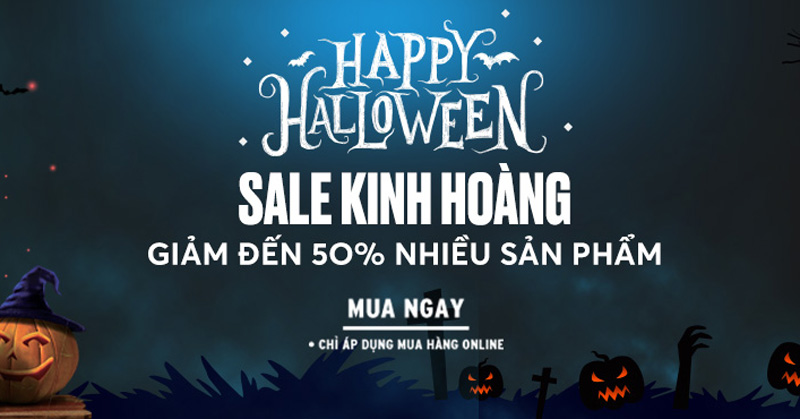 HAPPY
HALLOWEEN
SALE KINH HOÀNG
GIẢM ĐẾN 50% NHIỀU SẢN PHẨM
MUA NGAY
• CHỈ ÁP DỤNG MUA HÀNG ONLINE